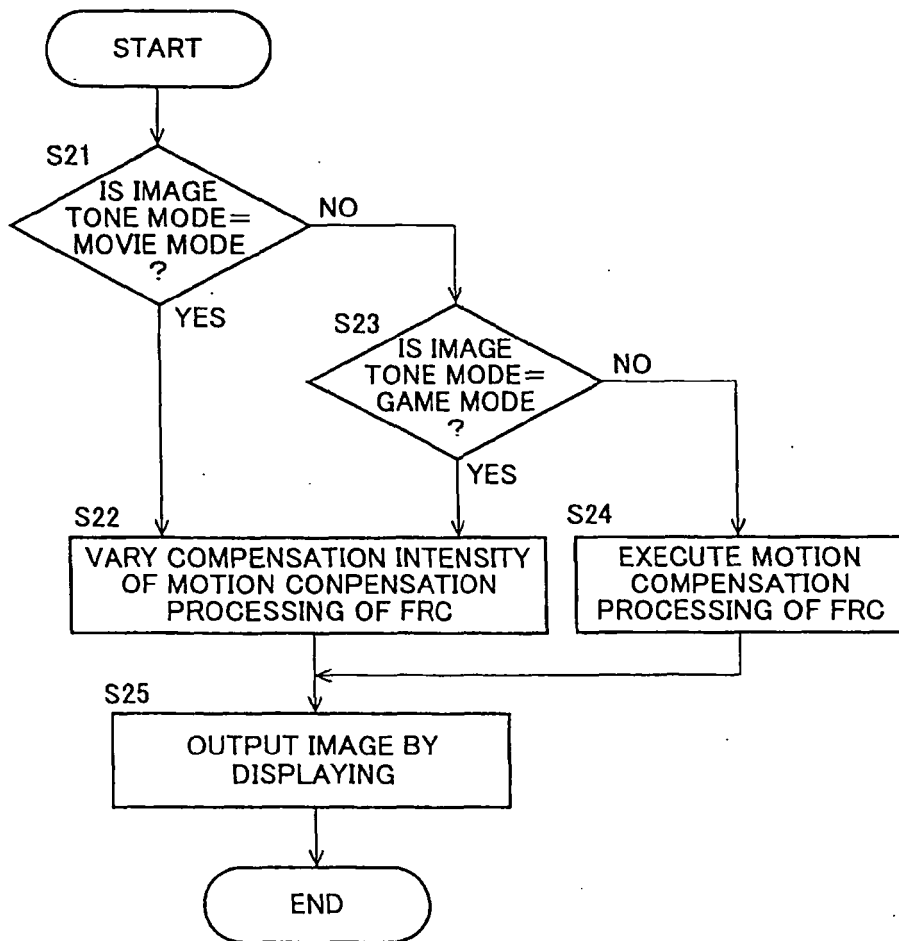 START
S21
IS IMAGE
TONE MODE=
MOVIE MODE
?
NO
YES
S23
IS IMAGE
TONE MODE=
GAME MODE
?
NO
YES
S22
VARY COMPENSATION INTENSITY
OF MOTION CONPENSATION
PROCESSING OF FRC
S24
EXECUTE MOTION
COMPENSATION
PROCESSING OF FRC
S25
OUTPUT IMAGE BY
DISPLAYING
END